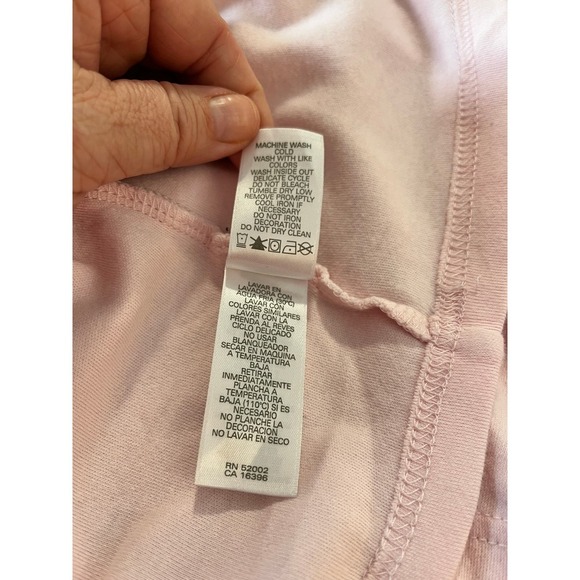 MACHINE WASH
COLD
WASH WITH LIKE
COLORS
WASH INSIDE OUT
DELICATE CYCLE
DO NOT BLEACH
TUMBLE DRY LOW
REMOVE PROMPTLY
COOL IRON IF
NECESSARY
DO NOT IRON
DECORATION
DO NOT DRY CLEAN
LAVAR EN
LAVADORA CON
AGUA FRIA (30ºC)
LAVAR CON
COLORES SIMILARES
LAVAR CON LA
PRENDA AL REVES
CICLO DELICADO
NO USAR
BLANQUEADOR
SECAR EN MAQUINA
A TEMPERATURA
BAJA
RETIRAR
INMEDIATAMENTE
PLANCHA A
TEMPERATURA
BAJA (110ºC) SI ES
NECESARIO
NO PLANCHE LA
DECORACION
NO LAVAR EN SECO
RN 52002
CA 16396